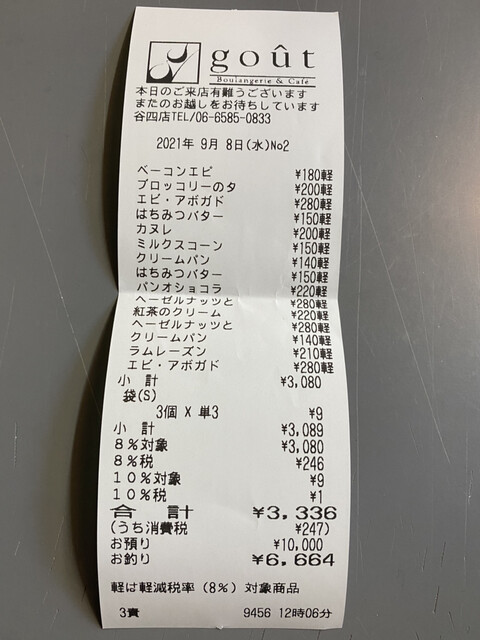 goût
Boulangerie & Café
本日のご来店有難うございます
またのお越しをお待ちしています
谷四店TEL/06-6585-0833
2021年 9月 8日(水)No2
ベーコンエピ ¥180軽
ブロッコリーのタ ¥200軽
エビ・アボガド ¥280軽
はちみつバター ¥150軽
カヌレ ¥200軽
ミルクスコーン ¥150軽
クリームパン ¥140軽
はちみつバター ¥150軽
パンオショコラ ¥220軽
ヘーゼルナッツと ¥280軽
紅茶のクリーム ¥220軽
ヘーゼルナッツと ¥280軽
クリームパン ¥140軽
ラムレーズン ¥210軽
エビ・アボガド ¥280軽
小 計 ¥3,080
袋(S)
3個 X 単3 ¥9
小 計 ¥3,089
8%対象 ¥3,080
8%税 ¥246
10%対象 ¥9
10%税 ¥1
合 計 ¥3,336
(うち消費税 ¥247)
お預り ¥10,000
お釣り ¥6,664
軽は軽減税率(8%)対象商品
3責 9456 12時06分